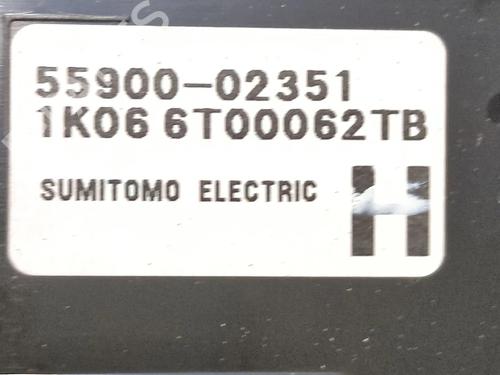 55900-02351
1K06 6T00062TB
SUMITOMO ELECTRIC
H